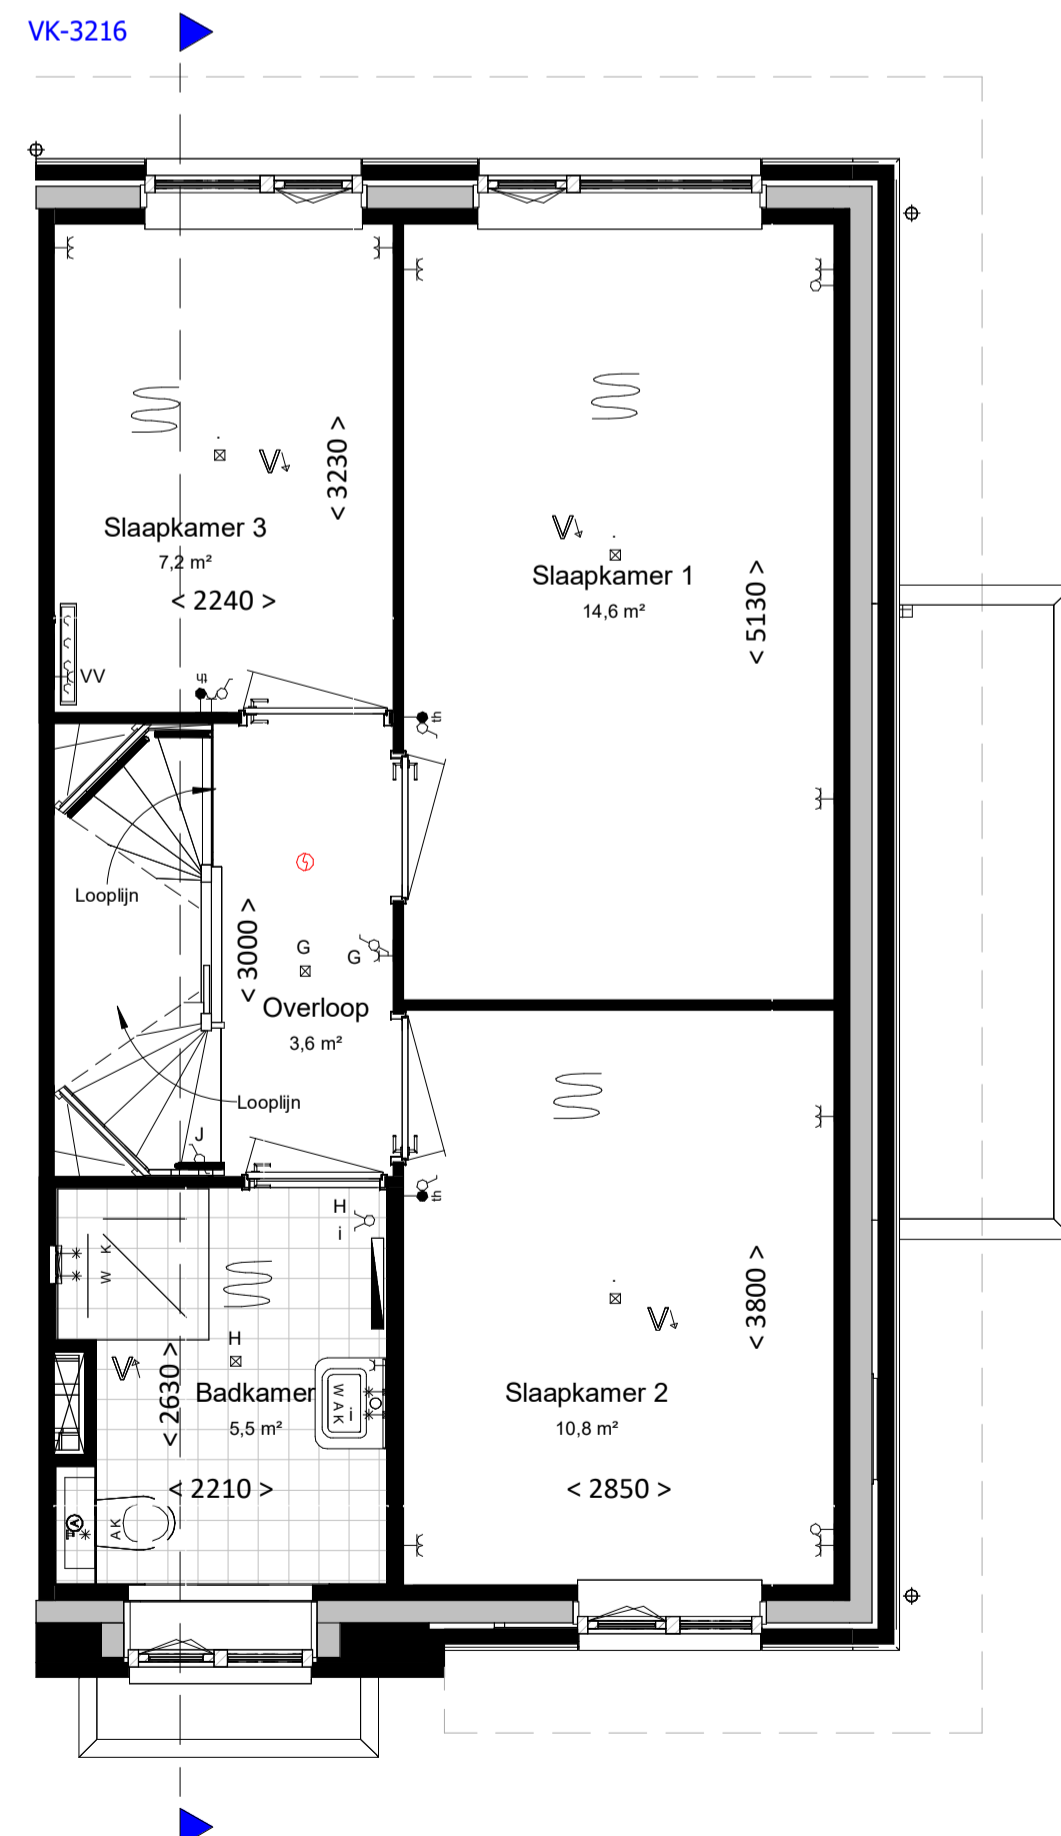 VK-3216
< 3230 >
Slaapkamer 3
7,2 m²
< 2240 >
Slaapkamer 1
14,6 m²
< 5130 >
VV
th
th
Looplijn
< 3000 >
G
G
Overloop
3,6 m²
Looplijn
J
th
H
i
W K
H
< 2630 >
Badkamer
5,5 m²
W A K
i
< 2210 >
A K
Slaapkamer 2
10,8 m²
< 3800 >
< 2850 >